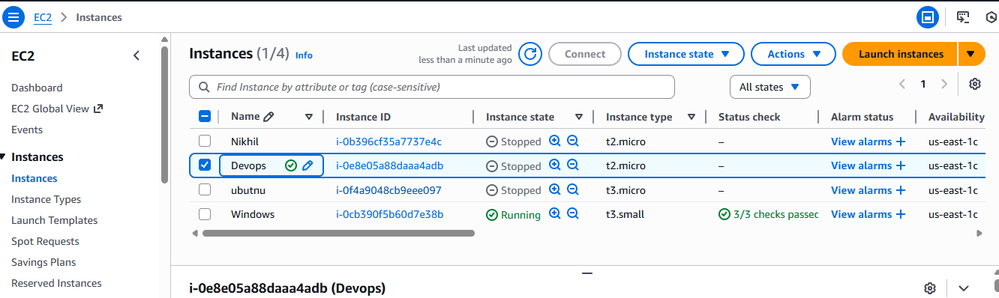 EC2 > Instances
EC2
Dashboard
EC2 Global View
Events
Instances
Instances
Instance Types
Launch Templates
Spot Requests
Savings Plans
Reserved Instances
Instances (1/4) Info
Last updated
less than a minute ago
Connect
Instance state
Actions
Launch instances
Find Instance by attribute or tag (case-sensitive)
All states
1
Name Instance ID Instance state Instance type Status check Alarm status Availability
Nikhil i-0b396cf35a7737e4c Stopped t2.micro – View alarms + us-east-1c
Devops i-0e8e05a88daaa4adb Stopped t2.micro – View alarms + us-east-1c
ubutnu i-0f4a9048cb9eee097 Stopped t3.micro – View alarms + us-east-1c
Windows i-0cb390f5b60d7e38b Running t3.small 3/3 checks passec View alarms + us-east-1c
i-0e8e05a88daaa4adb (Devops)